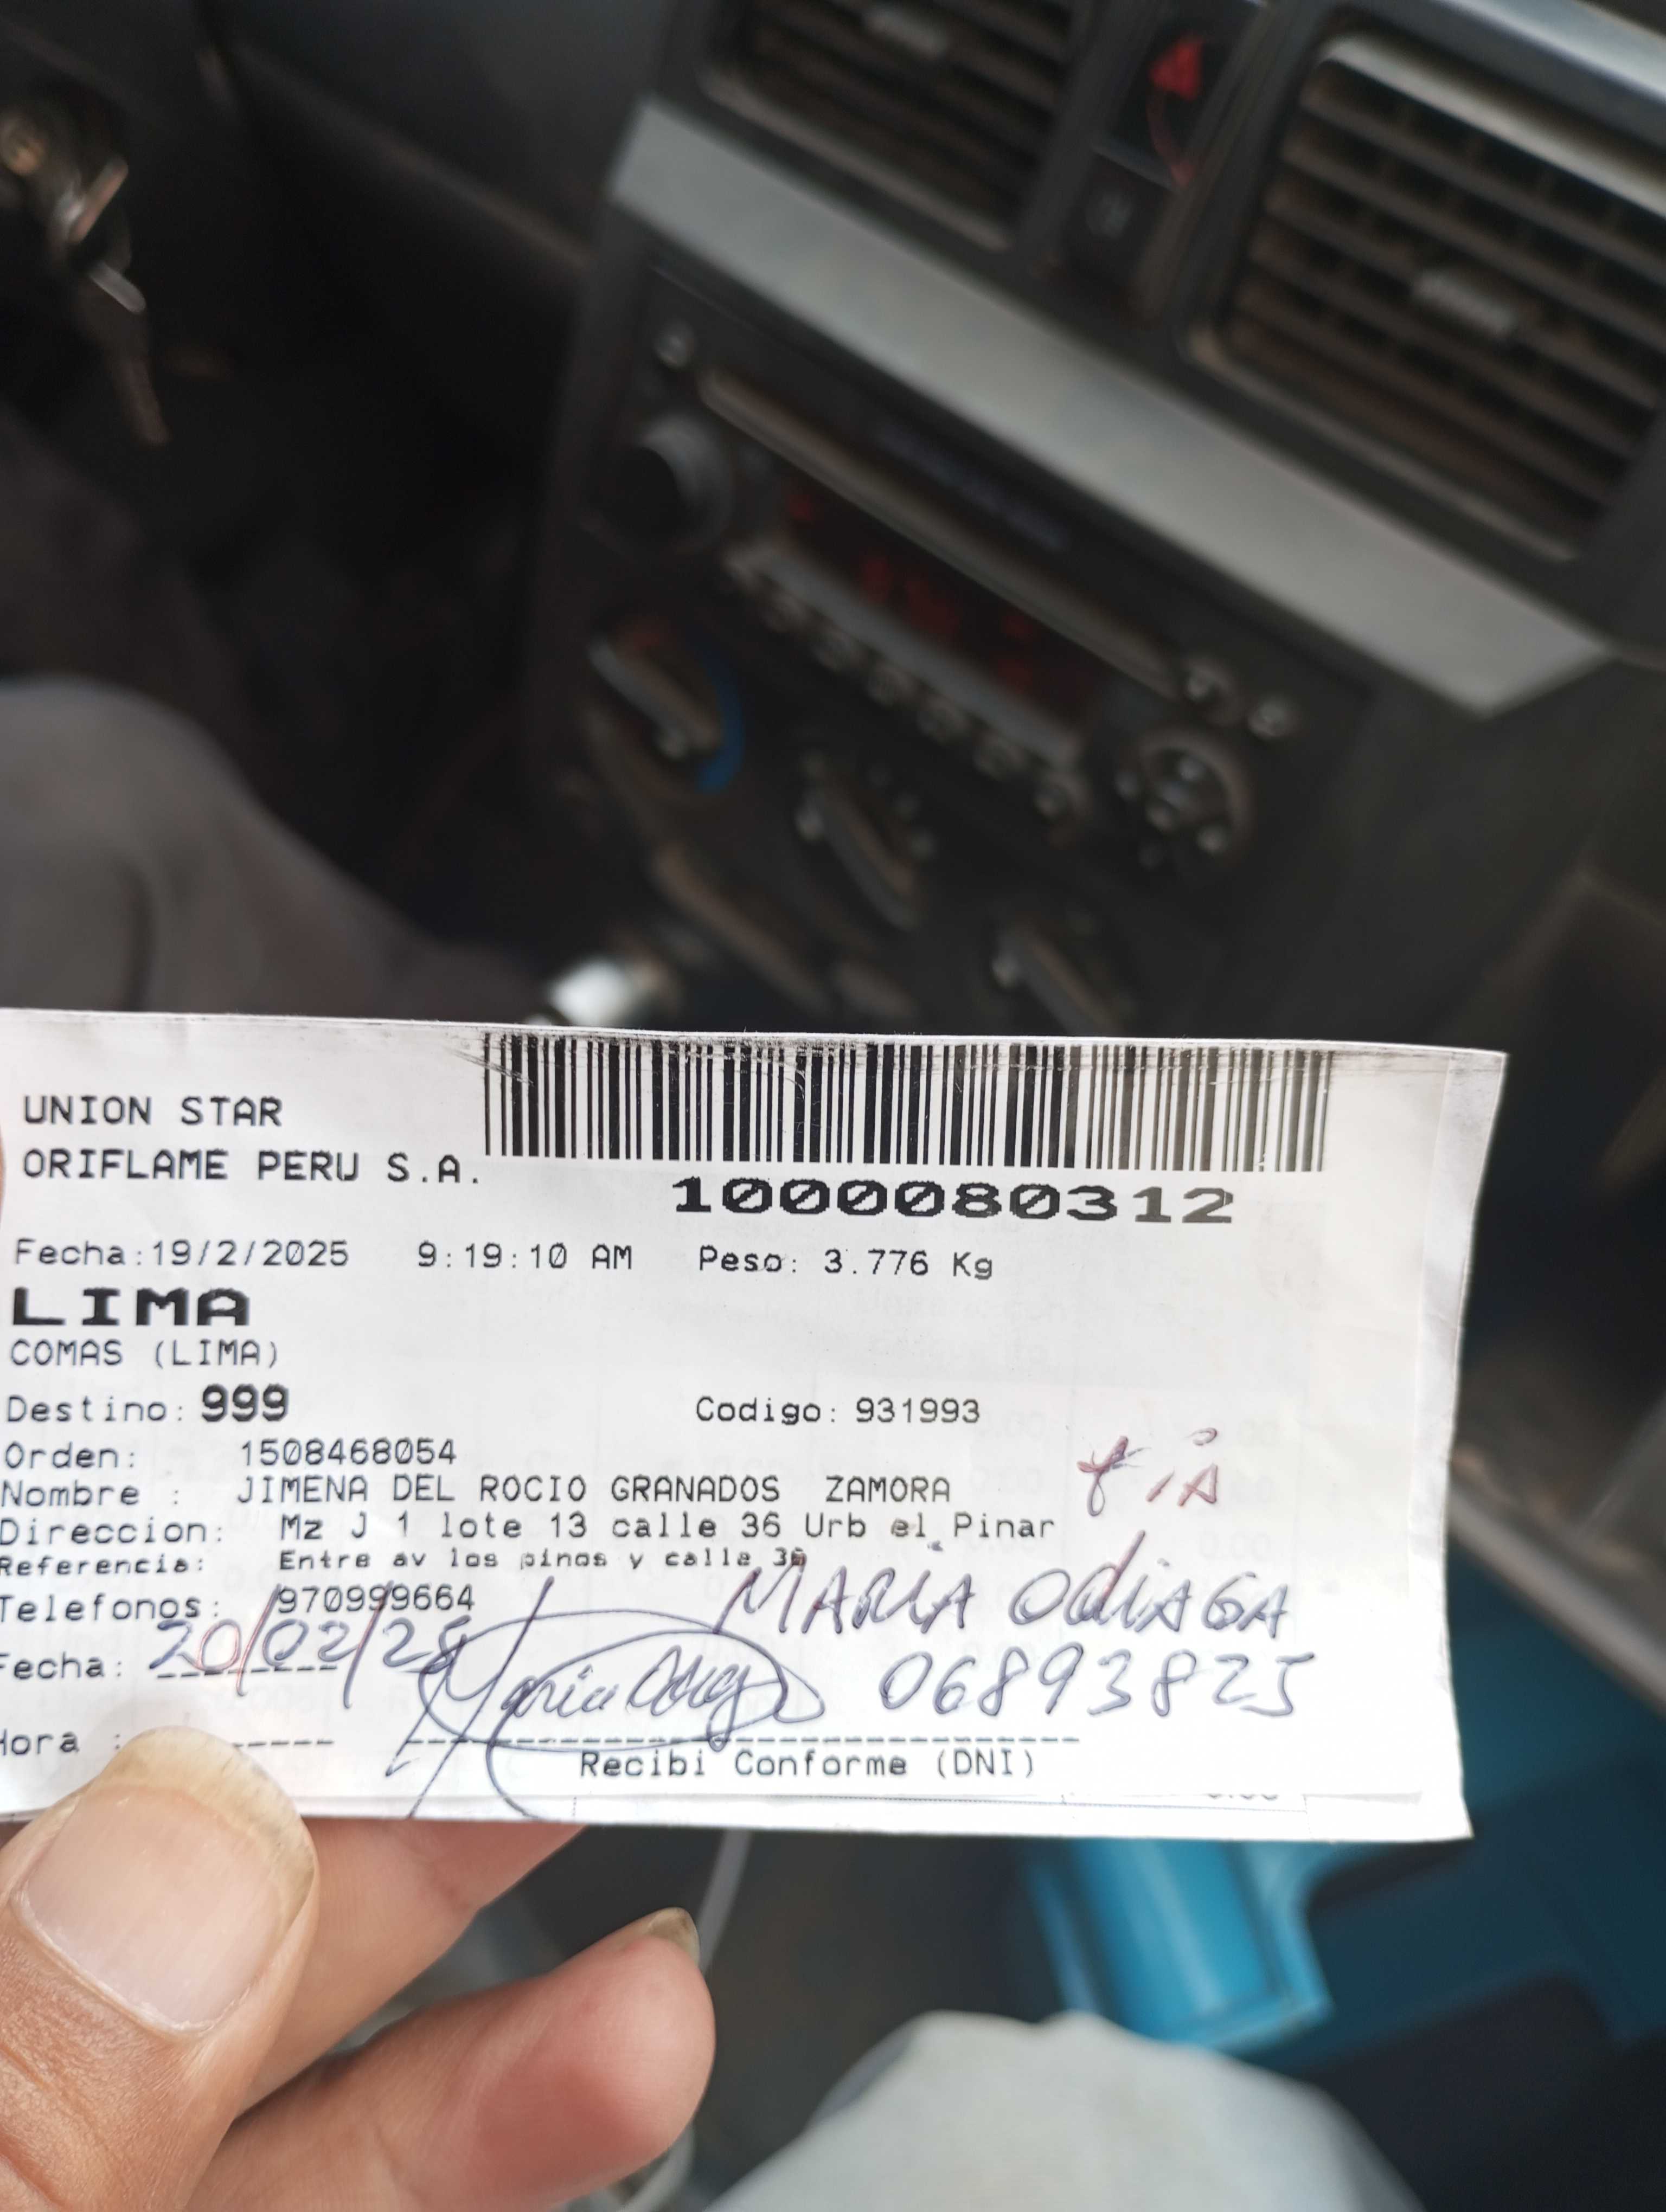 UNION STAR
ORIFLAME PERU S.A.
1000080312
Fecha:19/2/2025 9:19:10 AM Peso: 3.776 Kg
LIMA
COMAS (LIMA)
Destino: 999 Codigo: 931993
Orden: 1508468054
Nombre : JIMENA DEL ROCIO GRANADOS ZAMORA
tiA
Direccion: Mz J 1 lote 13 calle 36 Urb el Pinar
Referencia: Entre av los pinos y calle 36
MARIA OdiAGA
Telefonos: 970999664
Fecha: 20/02/25
06893825
Hora :
Recibi Conforme (DNI)